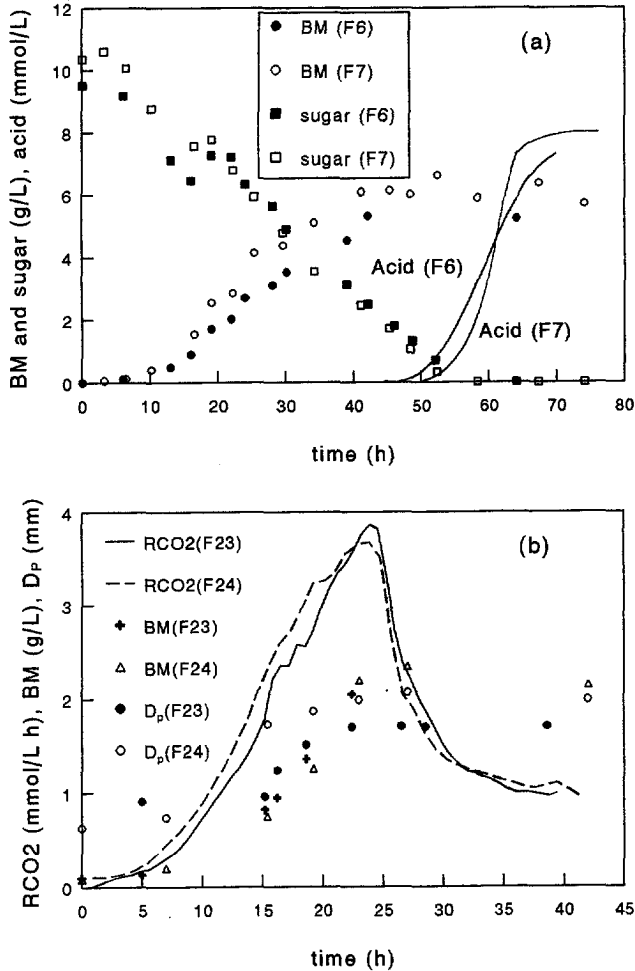 12
10
8
6
4
2
0
BM and sugar (g/L), acid (mmol/L)
BM (F6)
BM (F7)
sugar (F6)
sugar (F7)
(a)
Acid (F6)
Acid (F7)
0 10 20 30 40 50 60 70 80
time (h)
4
3
2
1
0
RCO2 (mmol/L h), BM (g/L), DP (mm)
RCO2(F23)
RCO2(F24)
BM(F23)
BM(F24)
Dp(F23)
Dp(F24)
(b)
0 5 10 15 20 25 30 35 40 45
time (h)